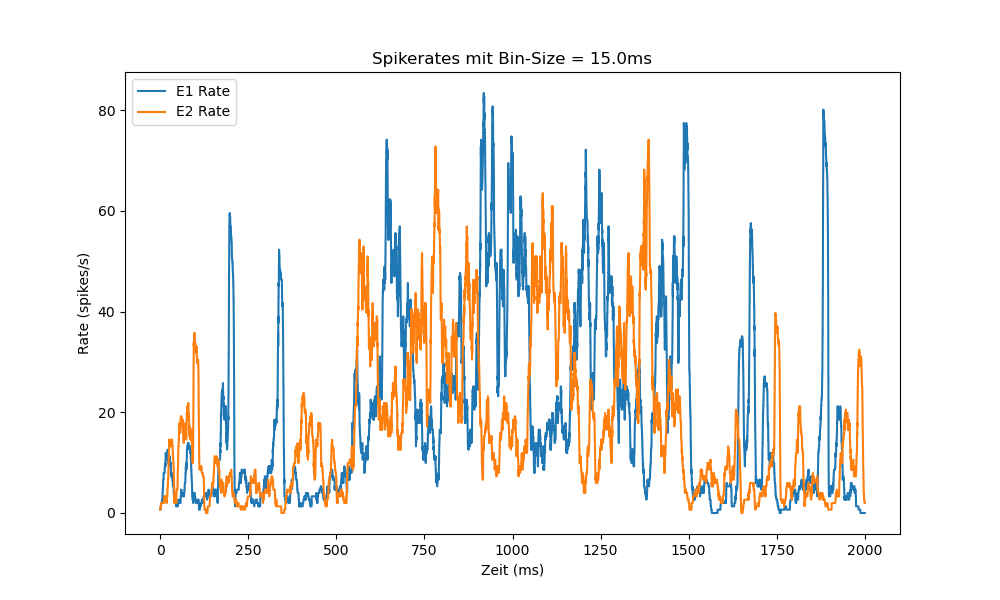 Spikerates mit Bin-Size = 15.0ms
E1 Rate
E2 Rate
80
60
40
20
0
Rate (spikes/s)
0 250 500 750 1000 1250 1500 1750 2000
Zeit (ms)